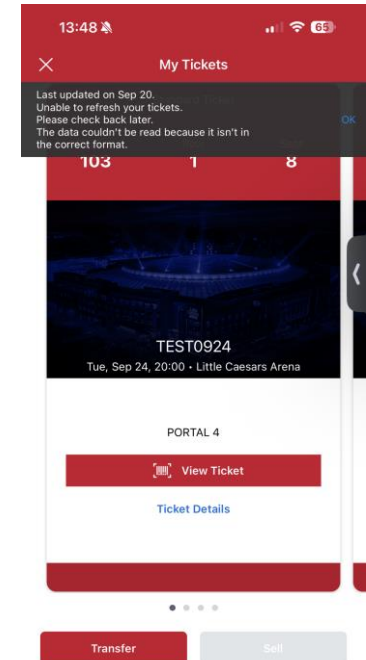 13:48
65
My Tickets
Last updated on Sep 20.
Unable to refresh your tickets.
Please check back later.
The data couldn't be read because it isn't in
the correct format.
OK
103 1 8
TEST0924
Tue, Sep 24, 20:00 • Little Caesars Arena
PORTAL 4
View Ticket
Ticket Details
Transfer
Sell